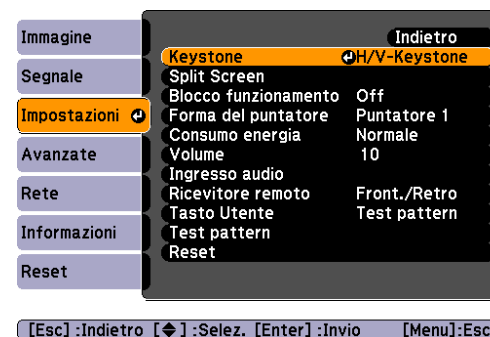 Immagine
Segnale
Impostazioni
Avanzate
Rete
Informazioni
Reset
Indietro
Keystone H/V-Keystone
Split Screen
Blocco funzionamento Off
Forma del puntatore Puntatore 1
Consumo energia Normale
Volume 10
Ingresso audio
Ricevitore remoto Front./Retro
Tasto Utente Test pattern
Test pattern
Reset
[Esc] :Indietro [◆] :Selez. [Enter] :Invio [Menu]:Esc